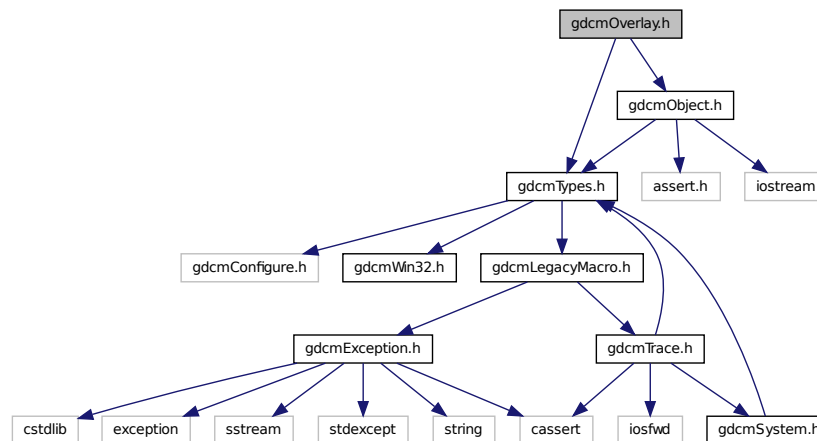 gdcmOverlay.h
gdcmObject.h
gdcmTypes.h
assert.h
iostream
gdcmConfigure.h
gdcmWin32.h
gdcmLegacyMacro.h
gdcmException.h
gdcmTrace.h
cstdlib
exception
sstream
stdexcept
string
cassert
iosfwd
gdcmSystem.h